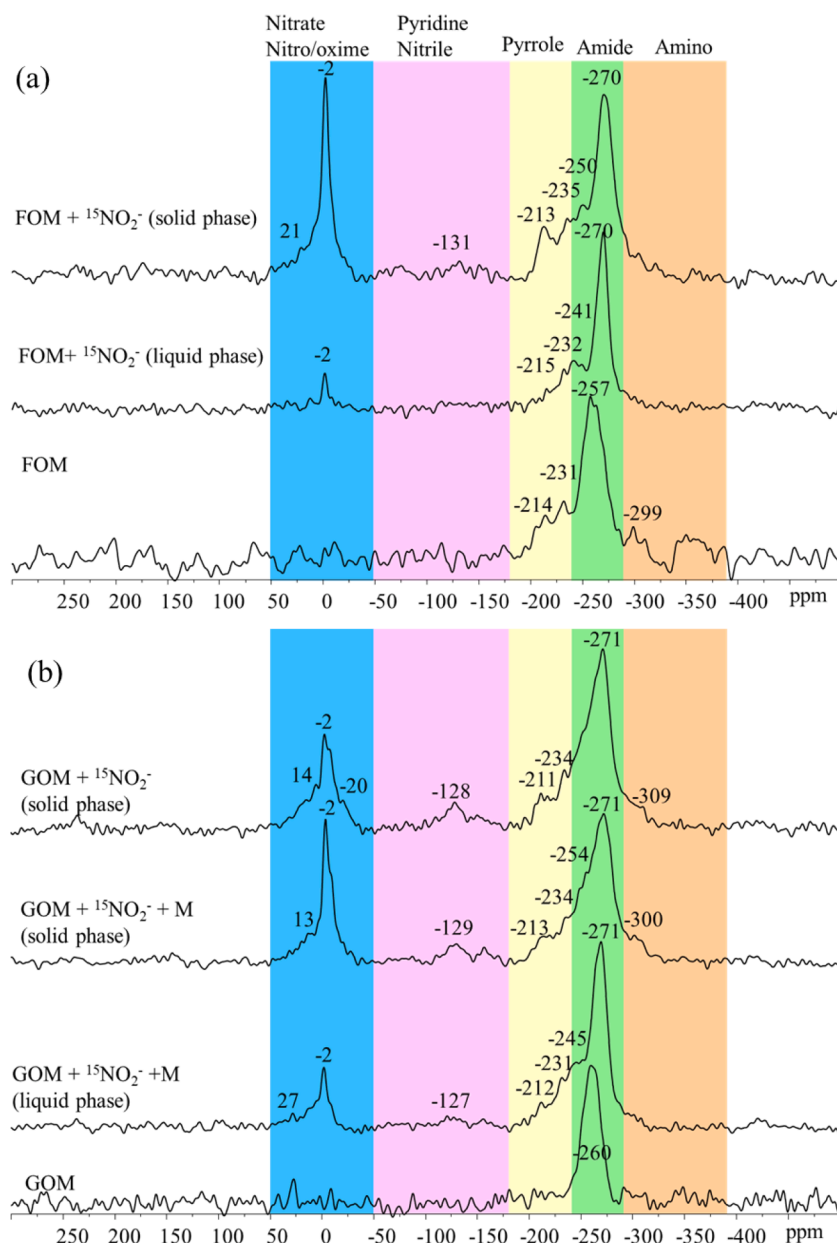 Nitrate
Nitro/oxime
Pyridine
Nitrile
Pyrrole
Amide
Amino
(a)
-2
-270
-250
-235
-213
FOM + ¹⁵NO₂⁻ (solid phase)
21
-131
-270
-241
FOM+ ¹⁵NO₂⁻ (liquid phase)
-2
-232
-215
-257
FOM
-231
-214
-299
250 200 150 100 50 0 -50 -100 -150 -200 -250 -300 -350 -400 ppm
(b)
-271
-2
GOM + ¹⁵NO₂⁻
(solid phase)
14
-20
-128
-234
-211
-309
-2
-271
-254
GOM + ¹⁵NO₂⁻ + M
(solid phase)
13
-129
-234
-213
-300
-271
-245
GOM + ¹⁵NO₂⁻ +M
(liquid phase)
-2
27
-127
-231
-212
-260
GOM
250 200 150 100 50 0 -50 -100 -150 -200 -250 -300 -350 -400 ppm